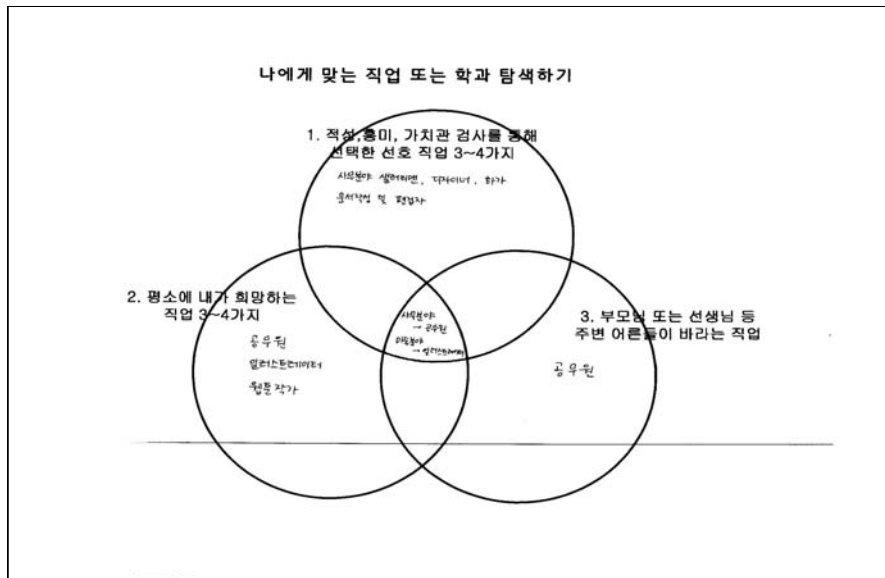 나에게 맞는 직업 또는 학과 탐색하기
1. 적성,흥미, 가치관 검사를 통해
선택한 선호 직업 3~4가지
사무분야 샐러리맨, 디자이너, 화가
문서작성 및 편집자
2. 평소에 내가 희망하는
직업 3~4가지
공무원
일러스트레이터
웹툰작가
사무분야
→ 공무원
미술분야
→ 일러스트레이터
3. 부모님 또는 선생님 등
주변 어른들이 바라는 직업
공무원